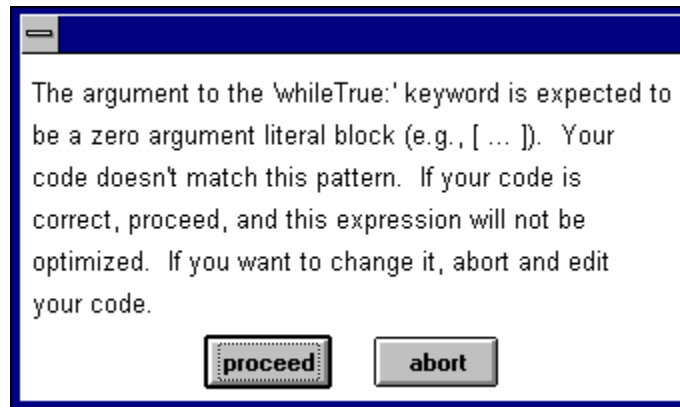 The argument to the 'whileTrue:' keyword is expected to
be a zero argument literal block (e.g., [ ... ]).  Your
code doesn't match this pattern.  If your code is
correct, proceed, and this expression will not be
optimized.  If you want to change it, abort and edit
your code.
proceed abort